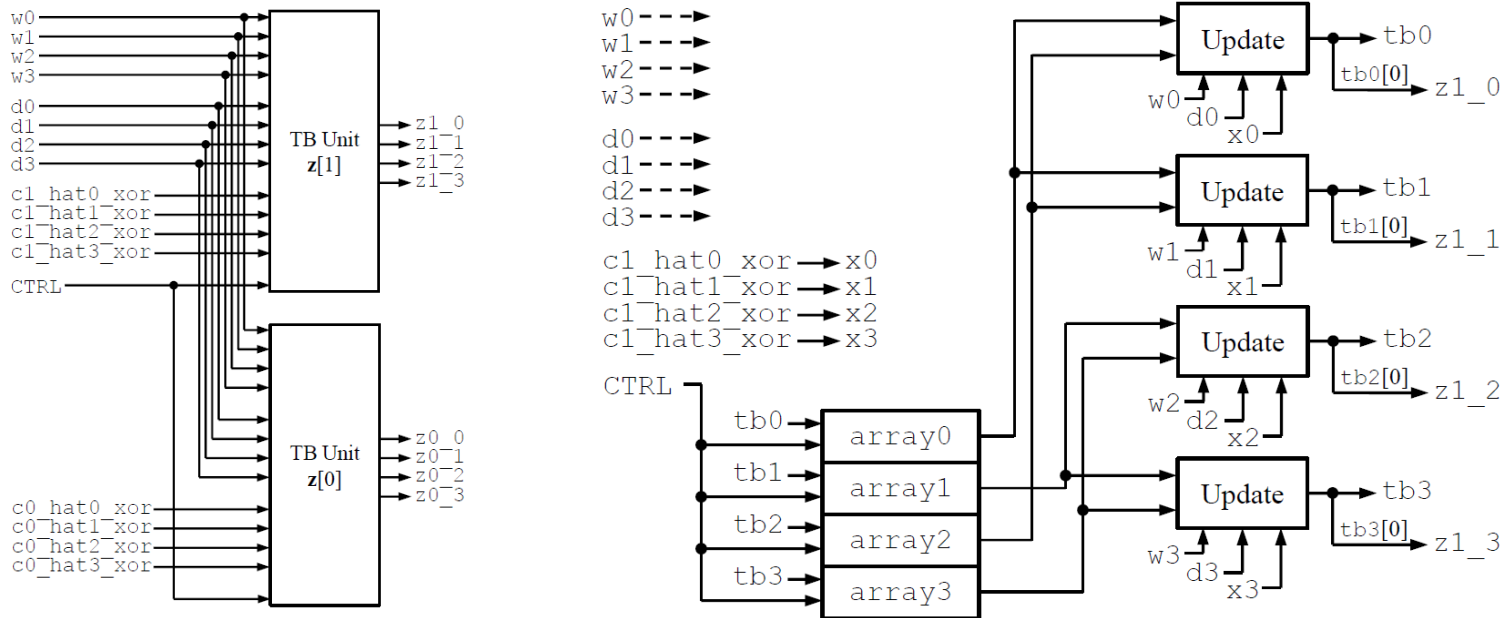 w0
w1
w2
w3
d0
d1
d2
d3
c1_hat0_xor
c1_hat1_xor
c1_hat2_xor
c1_hat3_xor
CTRL
TB Unit
z[1]
z1_0
z1_1
z1_2
z1_3
c0_hat0_xor
c0_hat1_xor
c0_hat2_xor
c0_hat3_xor
TB Unit
z[0]
z0_0
z0_1
z0_2
z0_3
w0
w1
w2
w3
d0
d1
d2
d3
c1_hat0_xor x0
c1_hat1_xor x1
c1_hat2_xor x2
c1_hat3_xor x3
CTRL
tb0
array0
tb1
array1
tb2
array2
tb3
array3
Update
tb0
tb0[0]
z1_0
w0
d0
x0
Update
tb1
tb1[0]
z1_1
w1
d1
x1
Update
tb2
tb2[0]
z1_2
w2
d2
x2
Update
tb3
tb3[0]
z1_3
w3
d3
x3